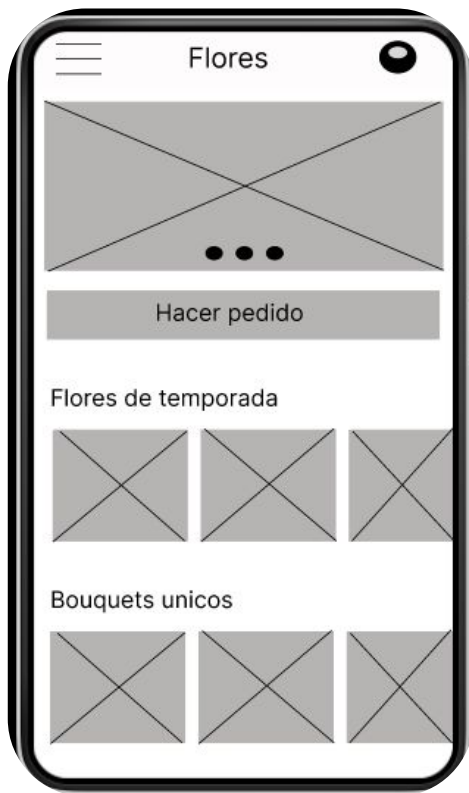 Flores
Hacer pedido
Flores de temporada
Bouquets unicos